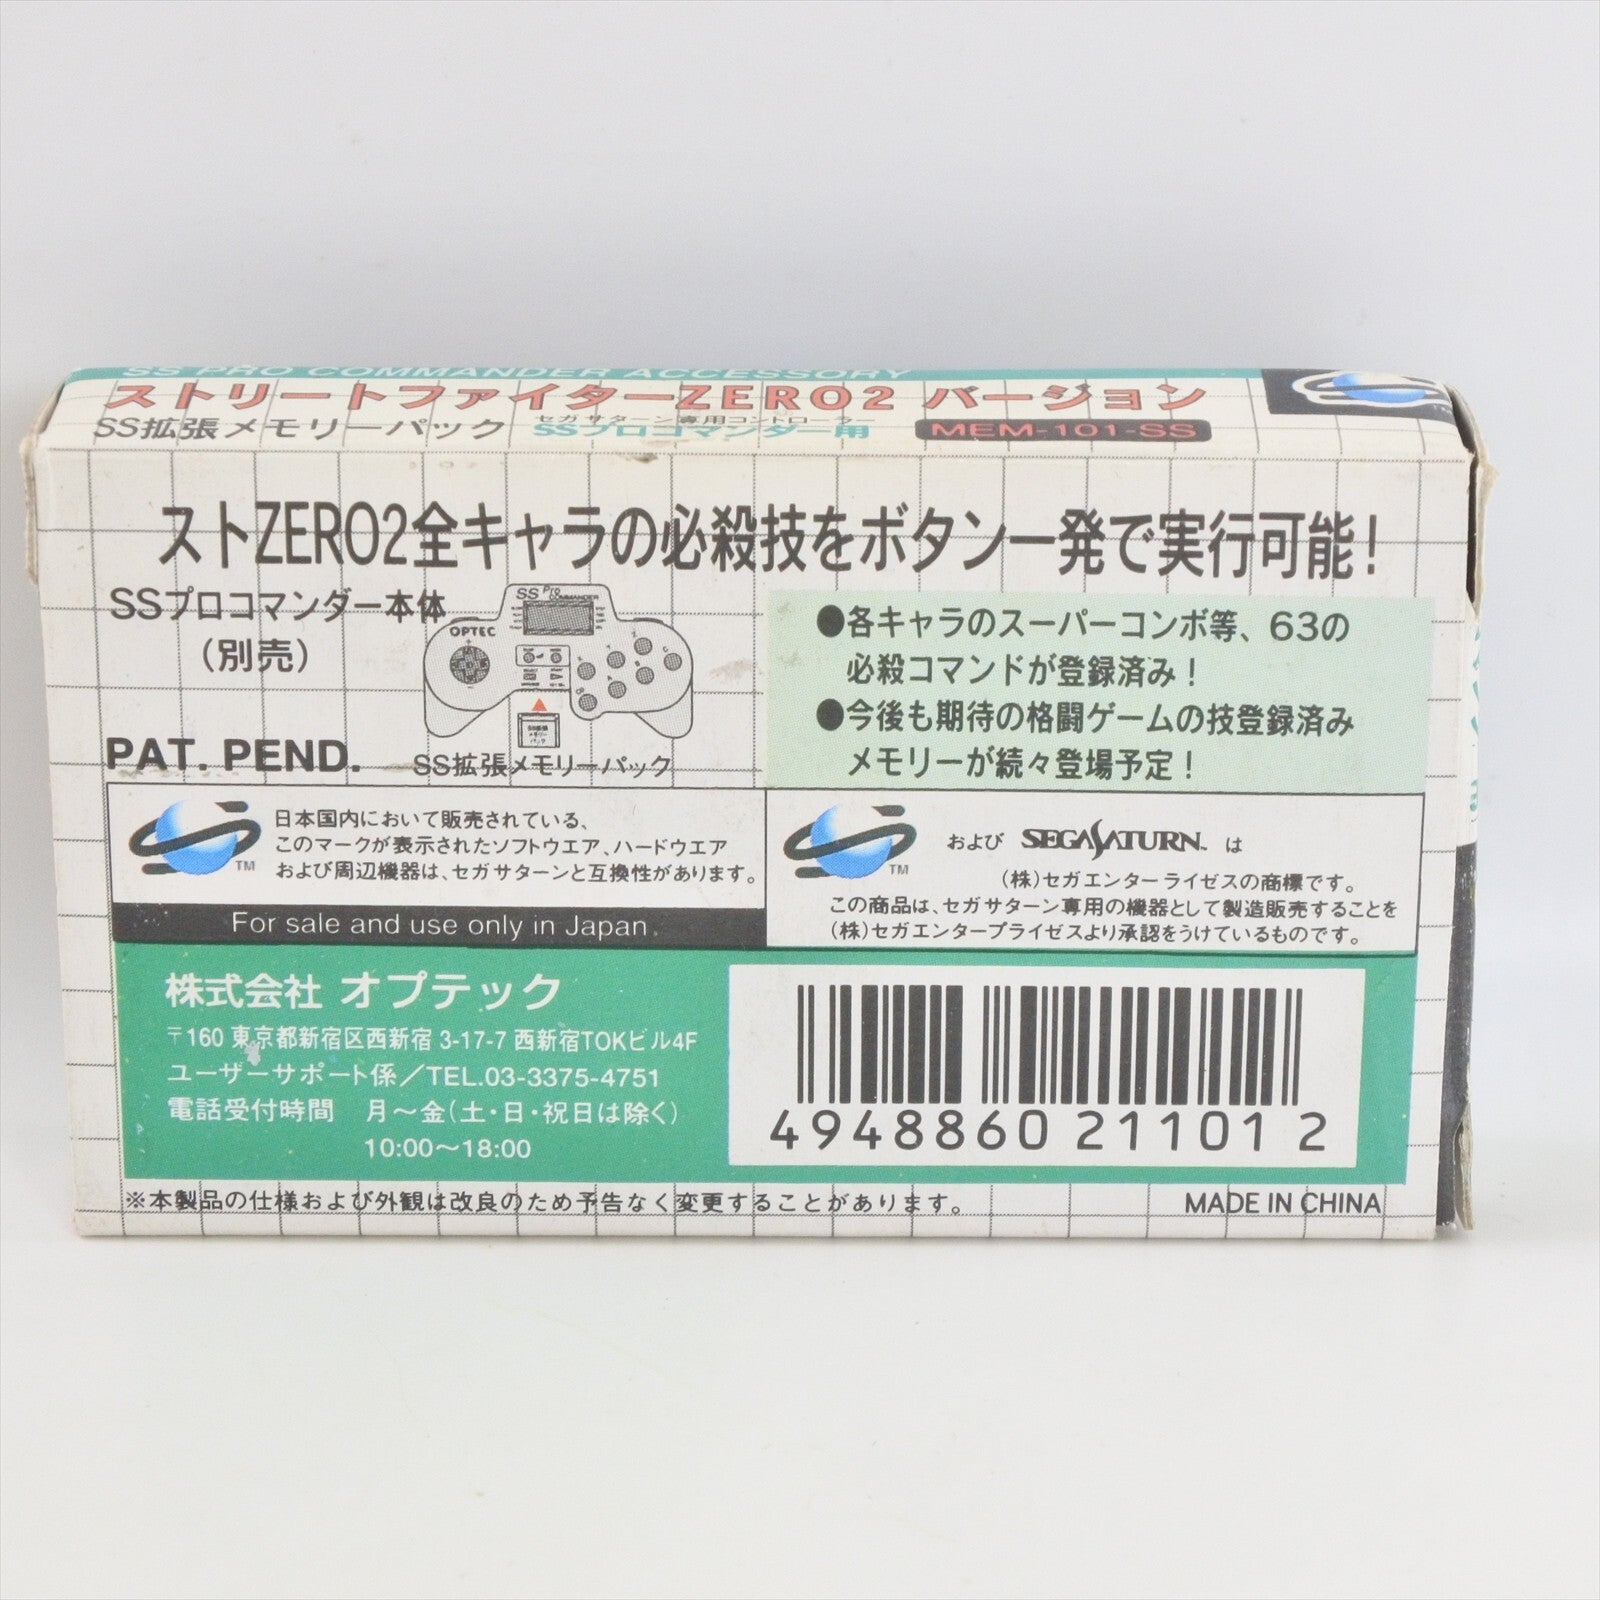 SS PRO COMMANDER ACCESSORY
ストリートファイターZERO2 バージョン
SS拡張メモリーパック セガサターン専用コントローラー SSプロコマンダー用 MEM-101-SS
ストZERO2全キャラの必殺技をボタン一発で実行可能!
SSプロコマンダー本体
(別売)
SS Pro COMMANDER
OPTEC
PAT. PEND.
SS拡張メモリーパック
●各キャラのスーパーコンボ等、63の
必殺コマンドが登録済み!
●今後も期待の格闘ゲームの技登録済み
メモリーが続々登場予定!
日本国内において販売されている、
このマークが表示されたソフトウエア、ハードウエア
および周辺機器は、セガサターンと互換性があります。
TM
For sale and use only in Japan.
TM および SEGA SATURN™ は
(株)セガエンターライゼスの商標です。
この商品は、セガサターン専用の機器として製造販売することを
(株)セガエンタープライゼスより承認をうけているものです。
株式会社 オプテック
〒160 東京都新宿区西新宿 3-17-7 西新宿TOKビル4F
ユーザーサポート係/TEL.03-3375-4751
電話受付時間 月~金(土・日・祝日は除く)
10:00~18:00
4948860211012
※本製品の仕様および外観は改良のため予告なく変更することがあります。
MADE IN CHINA